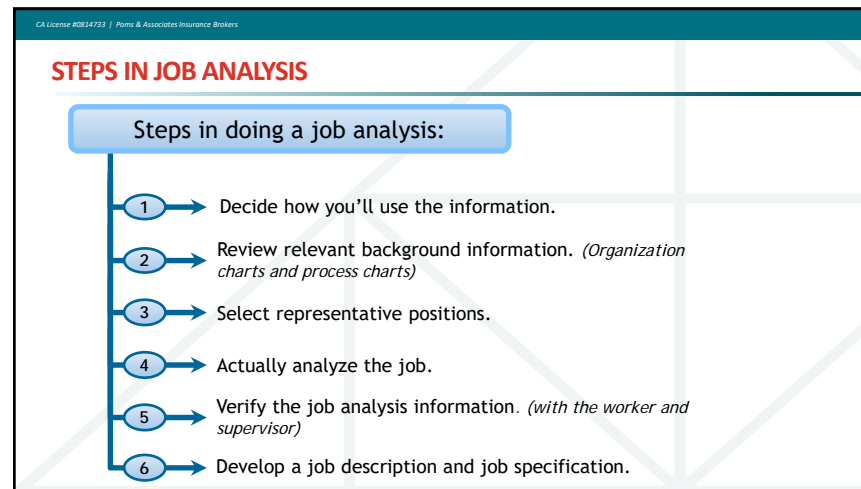 CA License #0814733 | Poms & Associates Insurance Brokers
STEPS IN JOB ANALYSIS
Steps in doing a job analysis:
1 Decide how you’ll use the information.
2 Review relevant background information. (Organization
charts and process charts)
3 Select representative positions.
4 Actually analyze the job.
5 Verify the job analysis information. (with the worker and
supervisor)
6 Develop a job description and job specification.